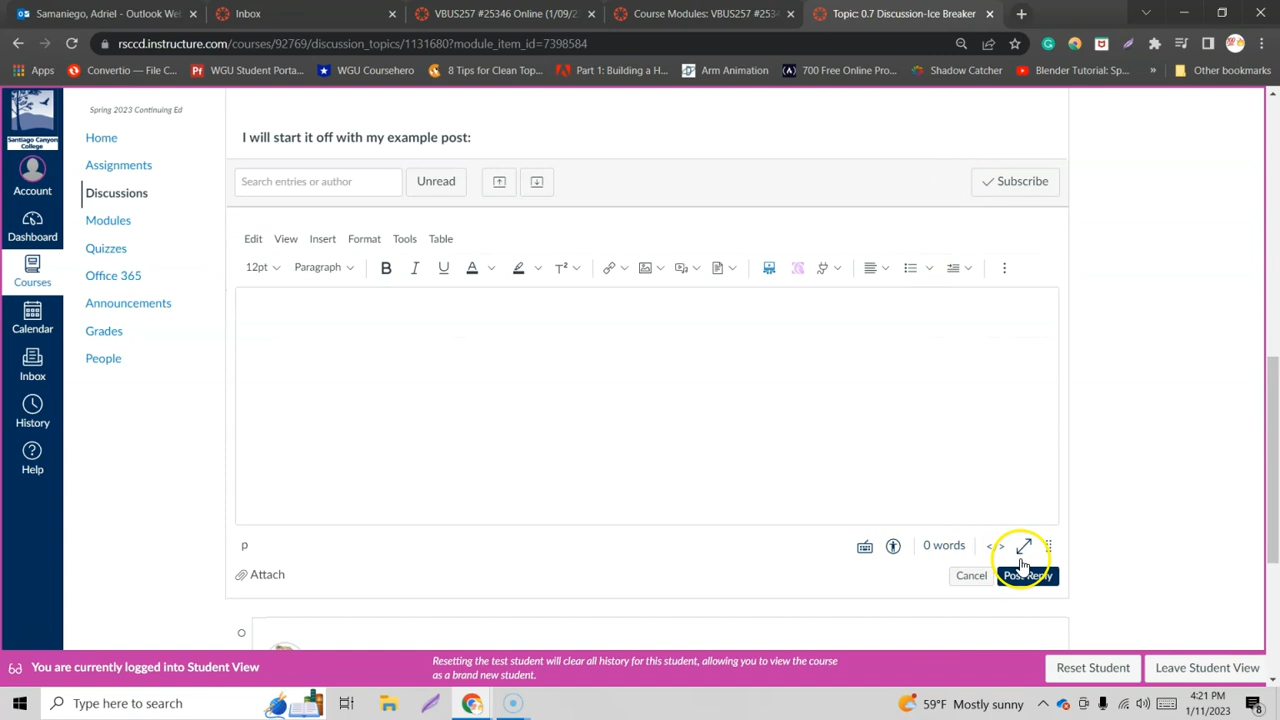 Samaniego, Adolph - Outlook Wel
Inbox
VBUS257 #25346 Online (1/09/2
Course Modules: VBUS257 #2534
Topic: 0.7 Discussion-Ice Breaker
rsccd.instructure.com/courses/92769/discussion_topics/1131680?module_item_id=7398584
Apps
Convertio — File C...
WGU Student Porta...
WGU Coursehero
8 Tips for Clean Top...
Part 1: Building a H...
Arm Animation
700 Free Online Pro...
Shadow Catcher
Blender Tutorial: Sp...
»
Other bookmarks
Santiago Canyon
College
Account
Dashboard
Courses
Calendar
Inbox
History
Help
Spring 2023 Continuing Ed
Home
Assignments
Discussions
Modules
Quizzes
Office 365
Announcements
Grades
People
I will start it off with my example post:
Search entries or author
Unread
Subscribe
Edit View Insert Format Tools Table
12pt Paragraph B I U A T²
p
0 words </>
Attach
Cancel
Post Reply
You are currently logged into Student View
Resetting the test student will clear all history for this student, allowing you to view the course
as a brand new student.
Reset Student
Leave Student View
Type here to search
59°F Mostly sunny
4:21 PM
1/11/2023
8